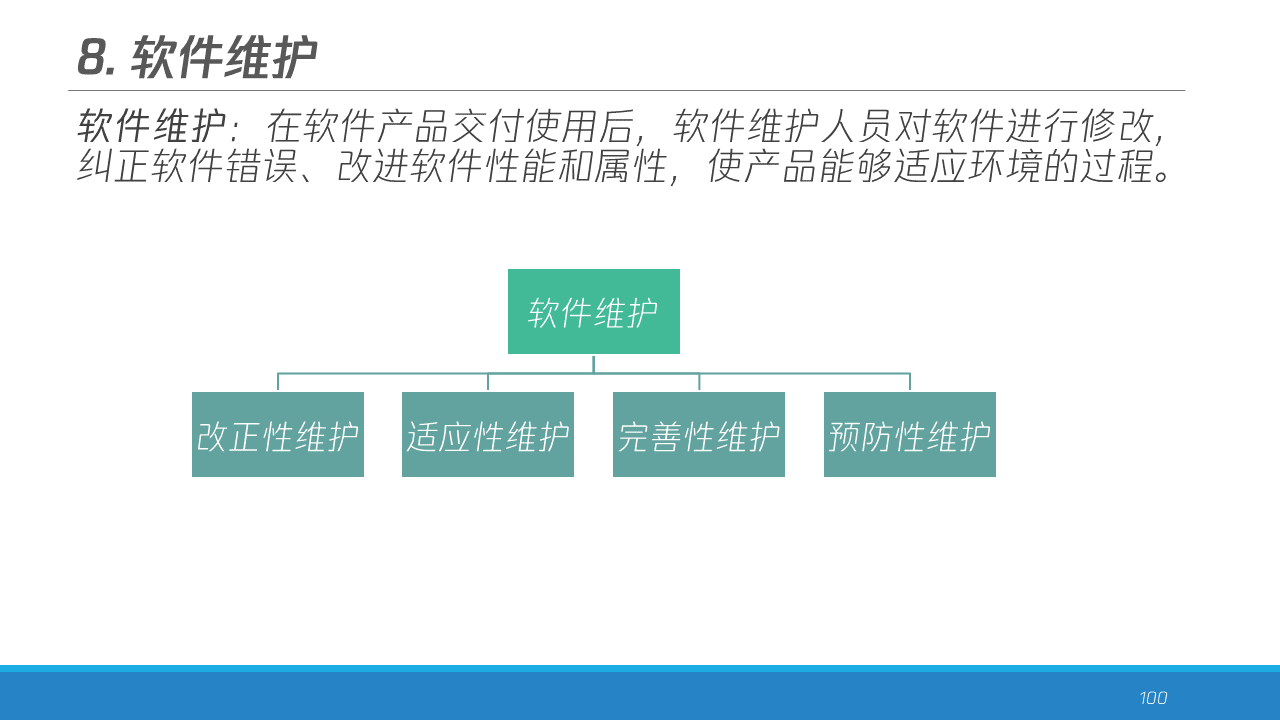 8. 软件维护
软件维护：在软件产品交付使用后，软件维护人员对软件进行修改，
纠正软件错误、改进软件性能和属性，使产品能够适应环境的过程。
软件维护
改正性维护
适应性维护
完善性维护
预防性维护
100